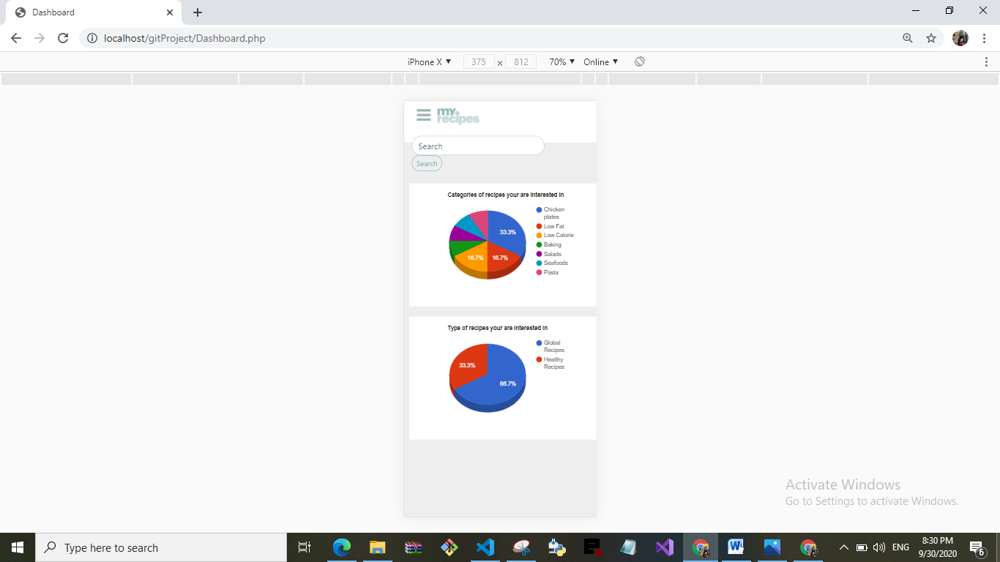 Dashboard
localhost/gitProject/Dashboard.php
iPhone X ▼ 375 × 812 70% ▼ Online ▼
my.
recipes
Search
Search
Categories of recipes your are interested in
33.3%
16.7%
16.7%
Chicken
plates
Low Fat
Low Calorie
Baking
Salads
Seafoods
Pasta
Type of recipes your are interested in
33.3%
66.7%
Global
Recipes
Healthy
Recipes
Activate Windows
Go to Settings to activate Windows.
Type here to search
ENG
8:30 PM
9/30/2020
6